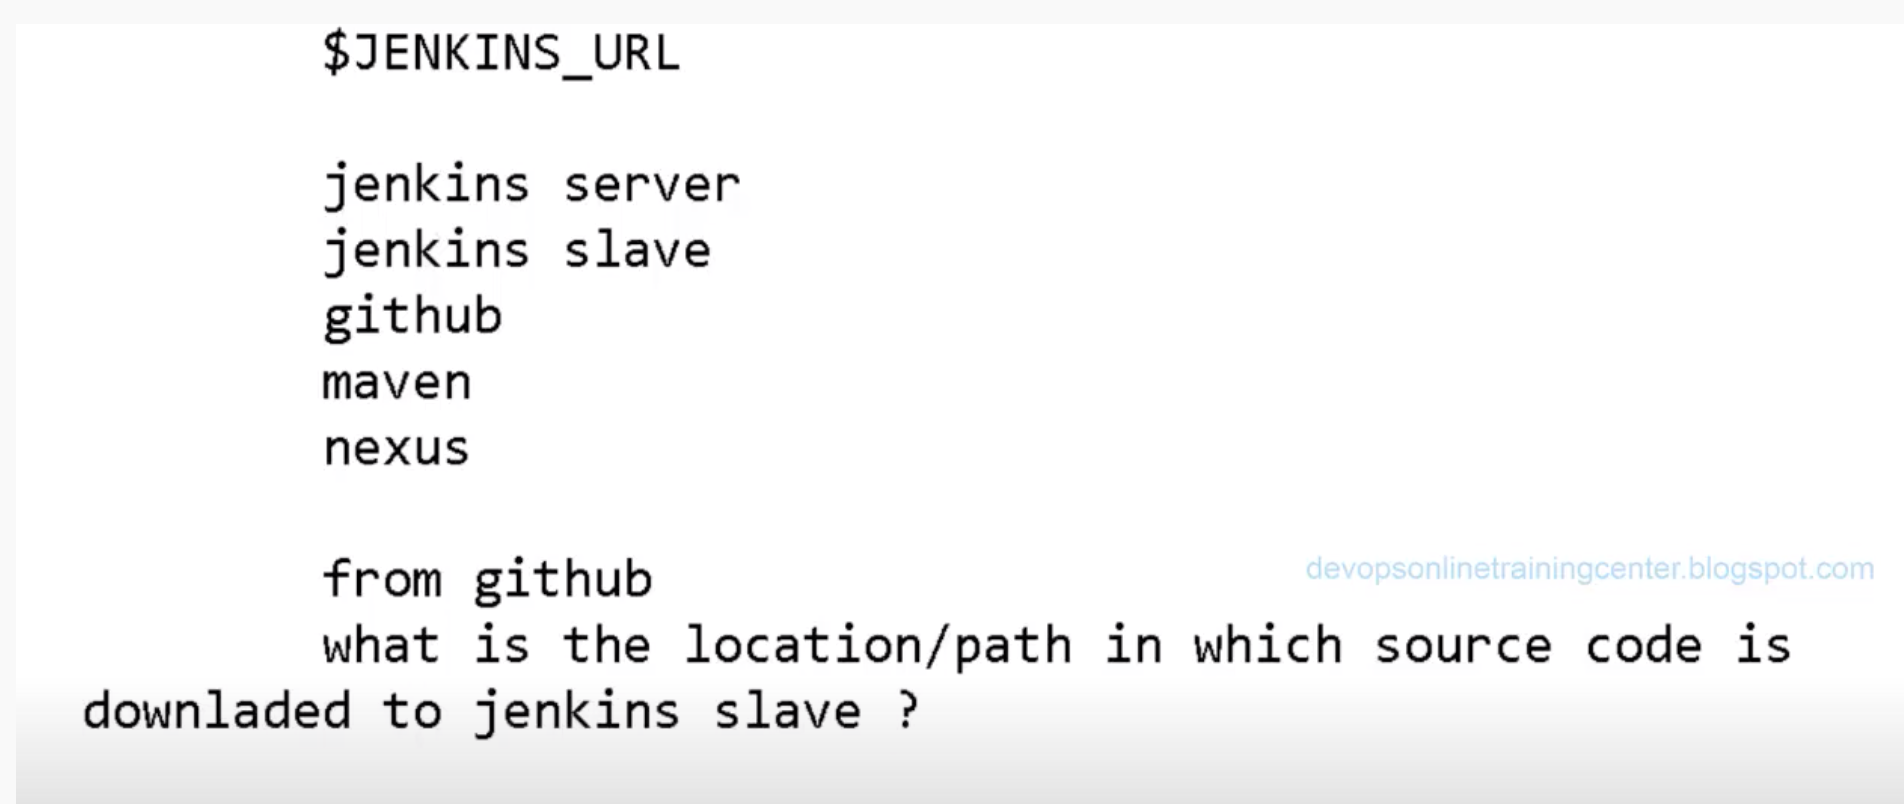 $JENKINS_URL
jenkins server
jenkins slave
github
maven
nexus
from github
devopsonlinetrainingcenter.blogspot.com
what is the location/path in which source code is
downladed to jenkins slave ?